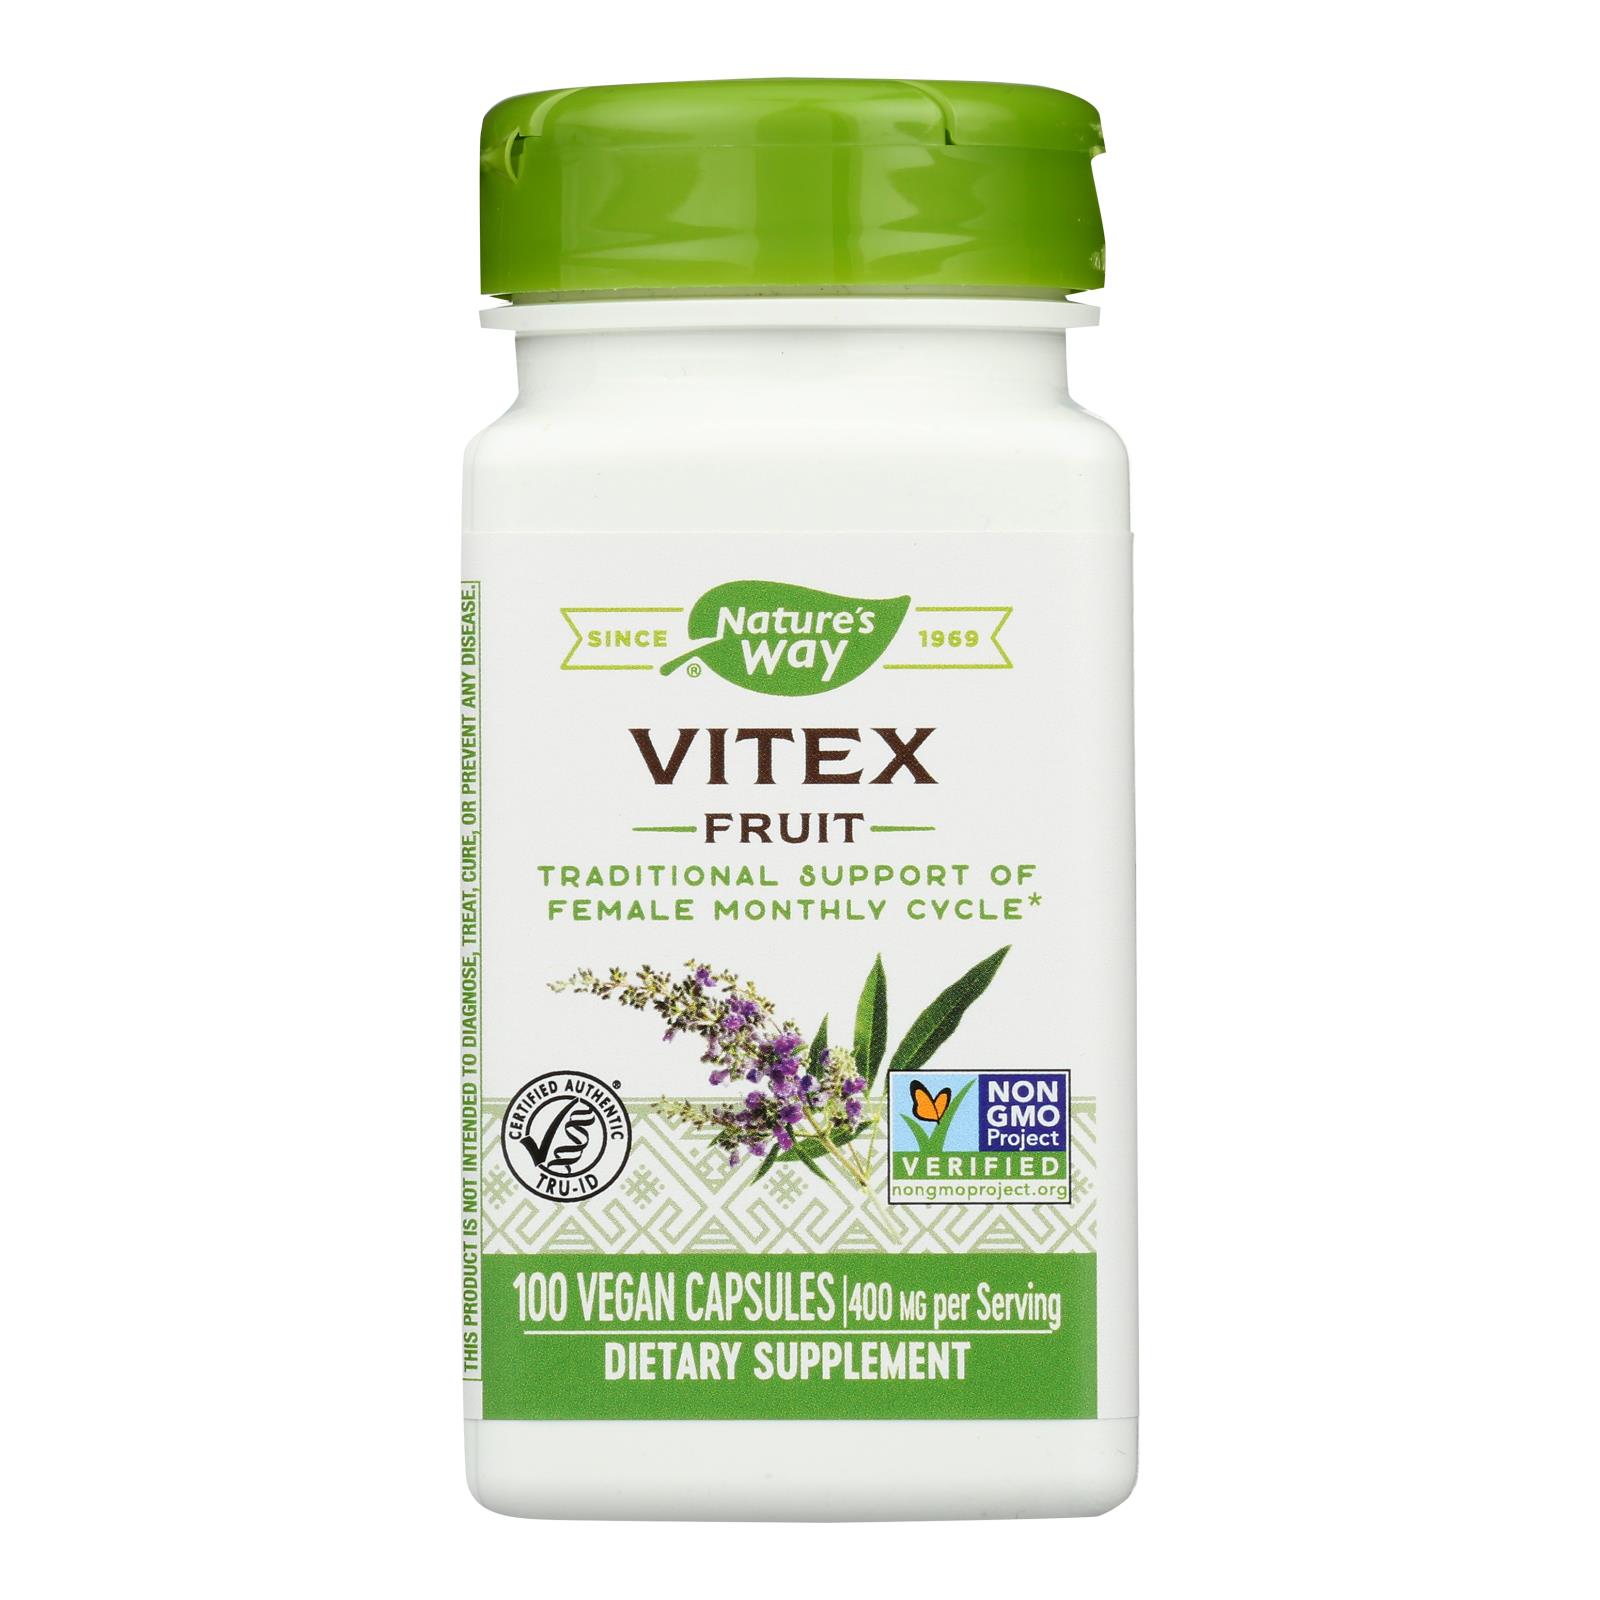 SINCE
Nature's
Way
®
1969
VITEX
FRUIT
TRADITIONAL SUPPORT OF
FEMALE MONTHLY CYCLE*
CERTIFIED AUTHENTIC®
TRU-ID
NON
GMO
Project
VERIFIED
nongmoproject.org
100 VEGAN CAPSULES | 400 MG per Serving
DIETARY SUPPLEMENT
THIS PRODUCT IS NOT INTENDED TO DIAGNOSE, TREAT, CURE, OR PREVENT ANY DISEASE.